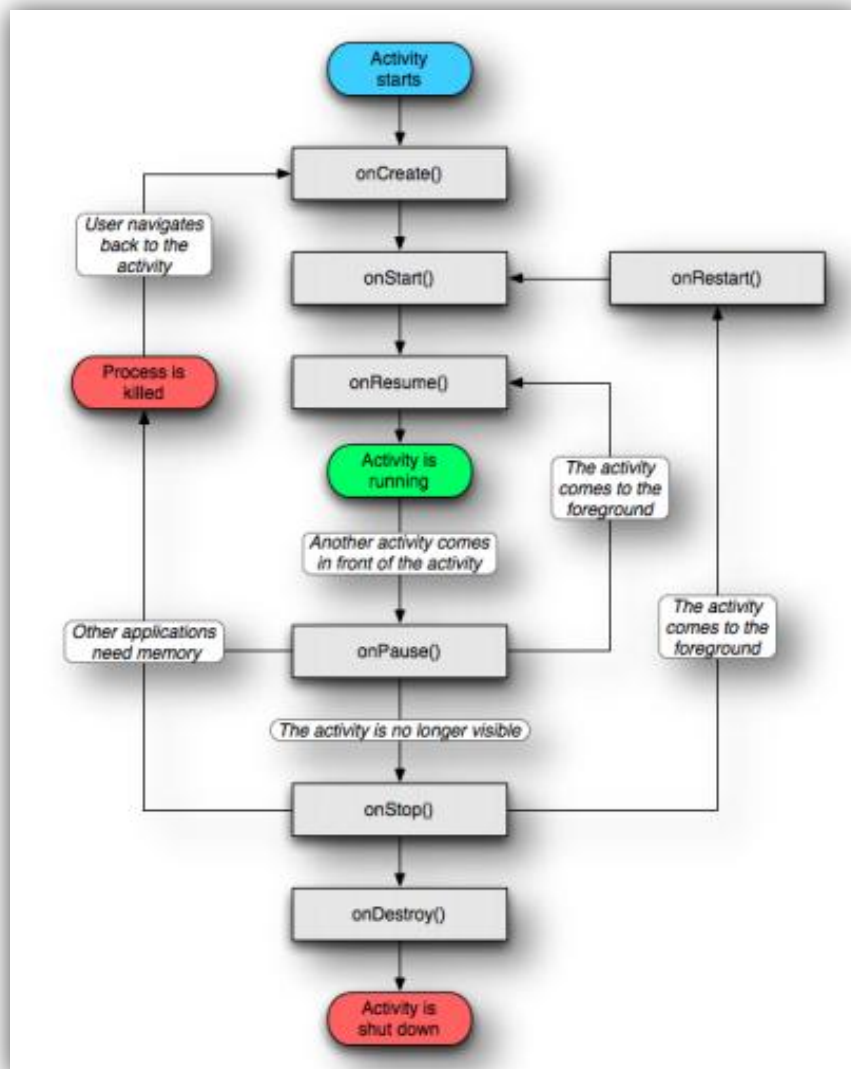 Activity
starts
onCreate()
User navigates
back to the
activity
onStart()
onRestart()
Process is
killed
onResume()
Activity is
running
The activity
comes to the
foreground
Another activity comes
in front of the activity
The activity
comes to the
foreground
Other applications
need memory
onPause()
The activity is no longer visible
onStop()
onDestroy()
Activity is
shut down